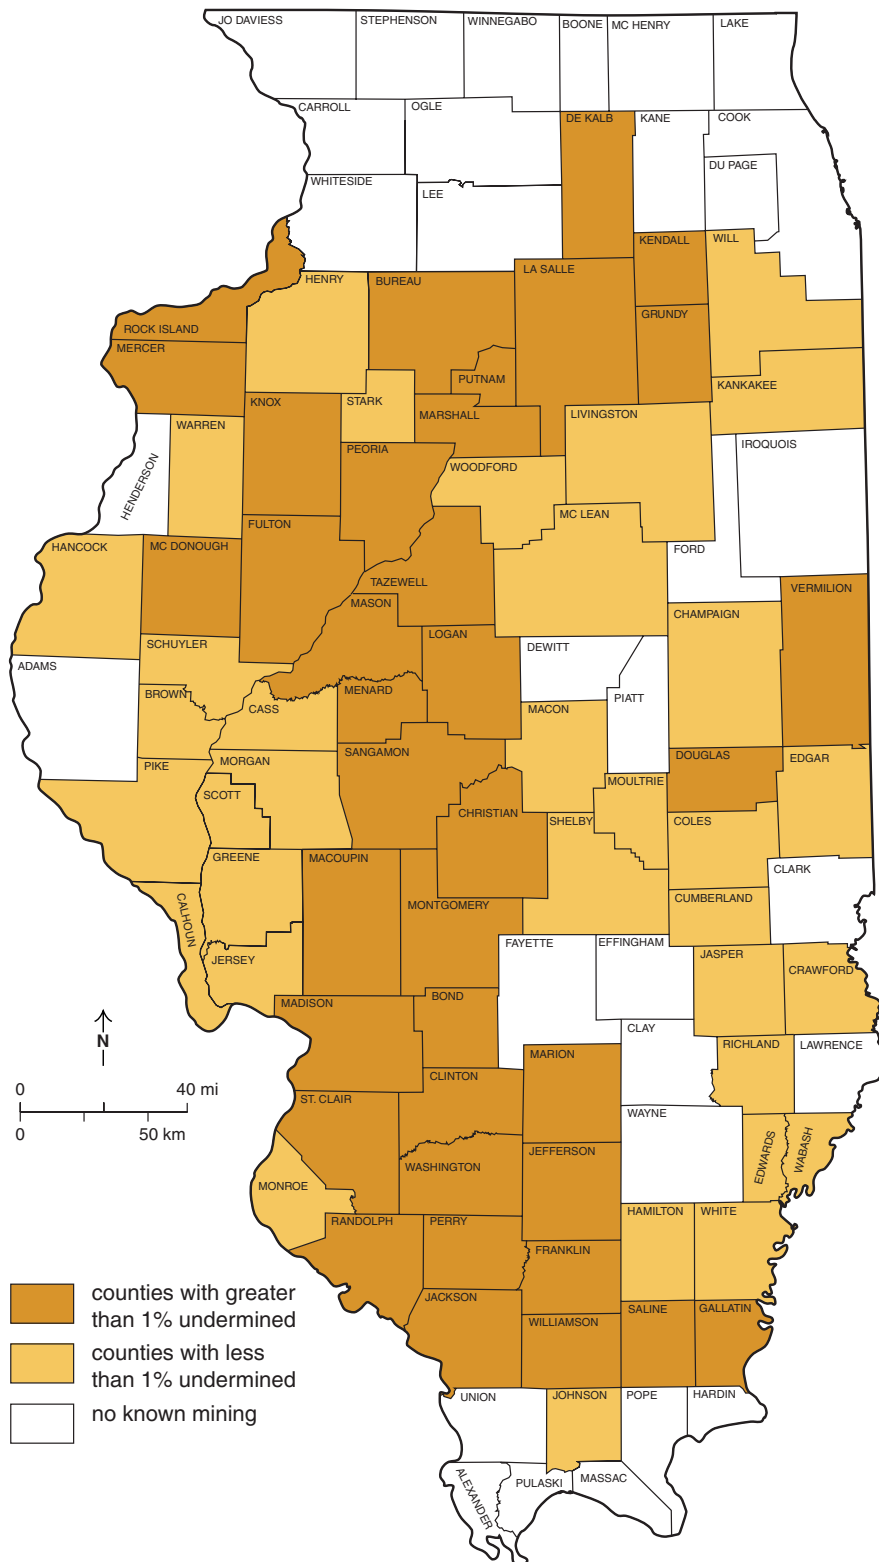 JO DAVIESS
STEPHENSON
WINNEGABO
BOONE
MC HENRY
LAKE
CARROLL
OGLE
DE KALB
KANE
COOK
DU PAGE
WHITESIDE
LEE
KENDALL
WILL
HENRY
BUREAU
LA SALLE
GRUNDY
ROCK ISLAND
MERCER
PUTNAM
KANKAKEE
KNOX
STARK
MARSHALL
LIVINGSTON
WARREN
PEORIA
IROQUOIS
HENDERSON
WOODFORD
FULTON
MC LEAN
HANCOCK
MC DONOUGH
FORD
TAZEWELL
VERMILION
MASON
CHAMPAIGN
LOGAN
SCHUYLER
DEWITT
ADAMS
BROWN
MENARD
PIATT
CASS
MACON
SANGAMON
PIKE
MORGAN
DOUGLAS
EDGAR
SCOTT
MOULTRIE
CHRISTIAN
SHELBY
COLES
GREENE
MACOUPIN
CLARK
CALHOUN
MONTGOMERY
CUMBERLAND
FAYETTE
EFFINGHAM
JERSEY
JASPER
CRAWFORD
MADISON
BOND
CLAY
N
RICHLAND
LAWRENCE
MARION
CLINTON
0 40 mi
ST. CLAIR
WAYNE
0 50 km
JEFFERSON
EDWARDS
WABASH
WASHINGTON
MONROE
HAMILTON
WHITE
RANDOLPH
PERRY
FRANKLIN
counties with greater
than 1% undermined
JACKSON
SALINE
GALLATIN
WILLIAMSON
counties with less
than 1% undermined
UNION
JOHNSON
POPE
HARDIN
no known mining
ALEXANDER
PULASKI
MASSAC